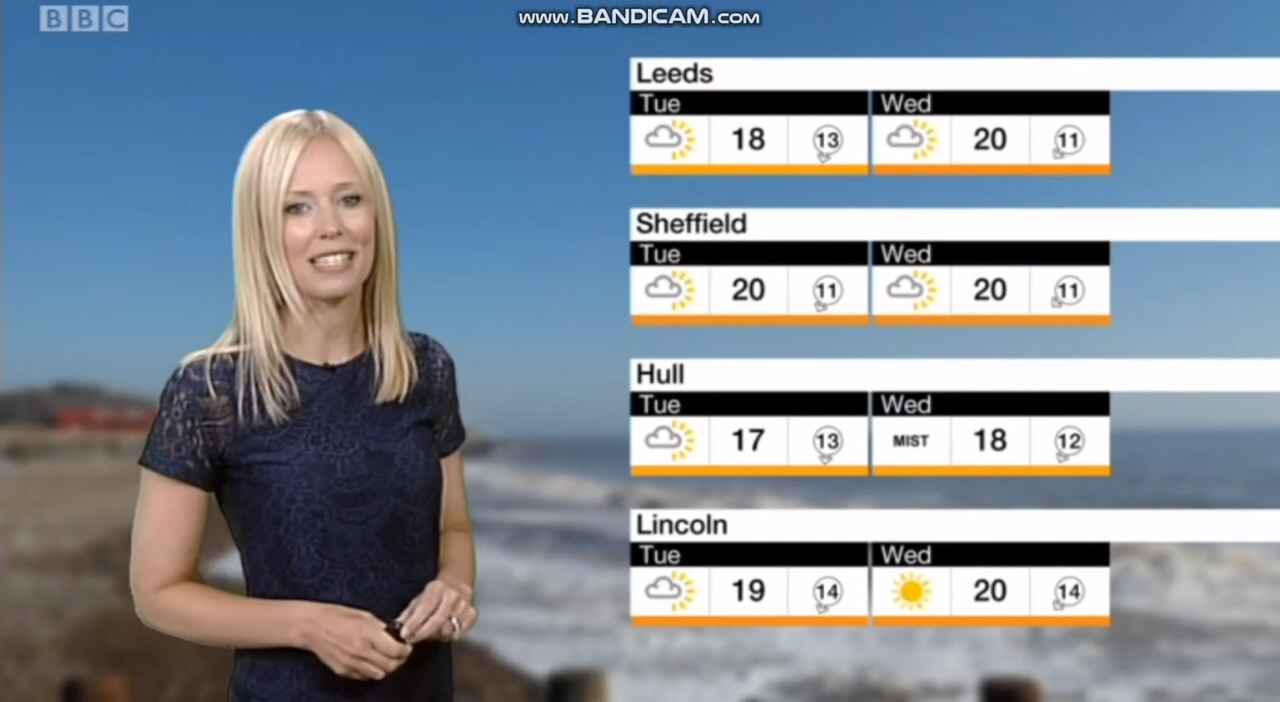 BBC
www.BANDICAM.com
Leeds
Tue Wed
18 13 20 11
Sheffield
Tue Wed
20 11 20 11
Hull
Tue Wed
17 13 MIST 18 12
Lincoln
Tue Wed
19 14 20 14